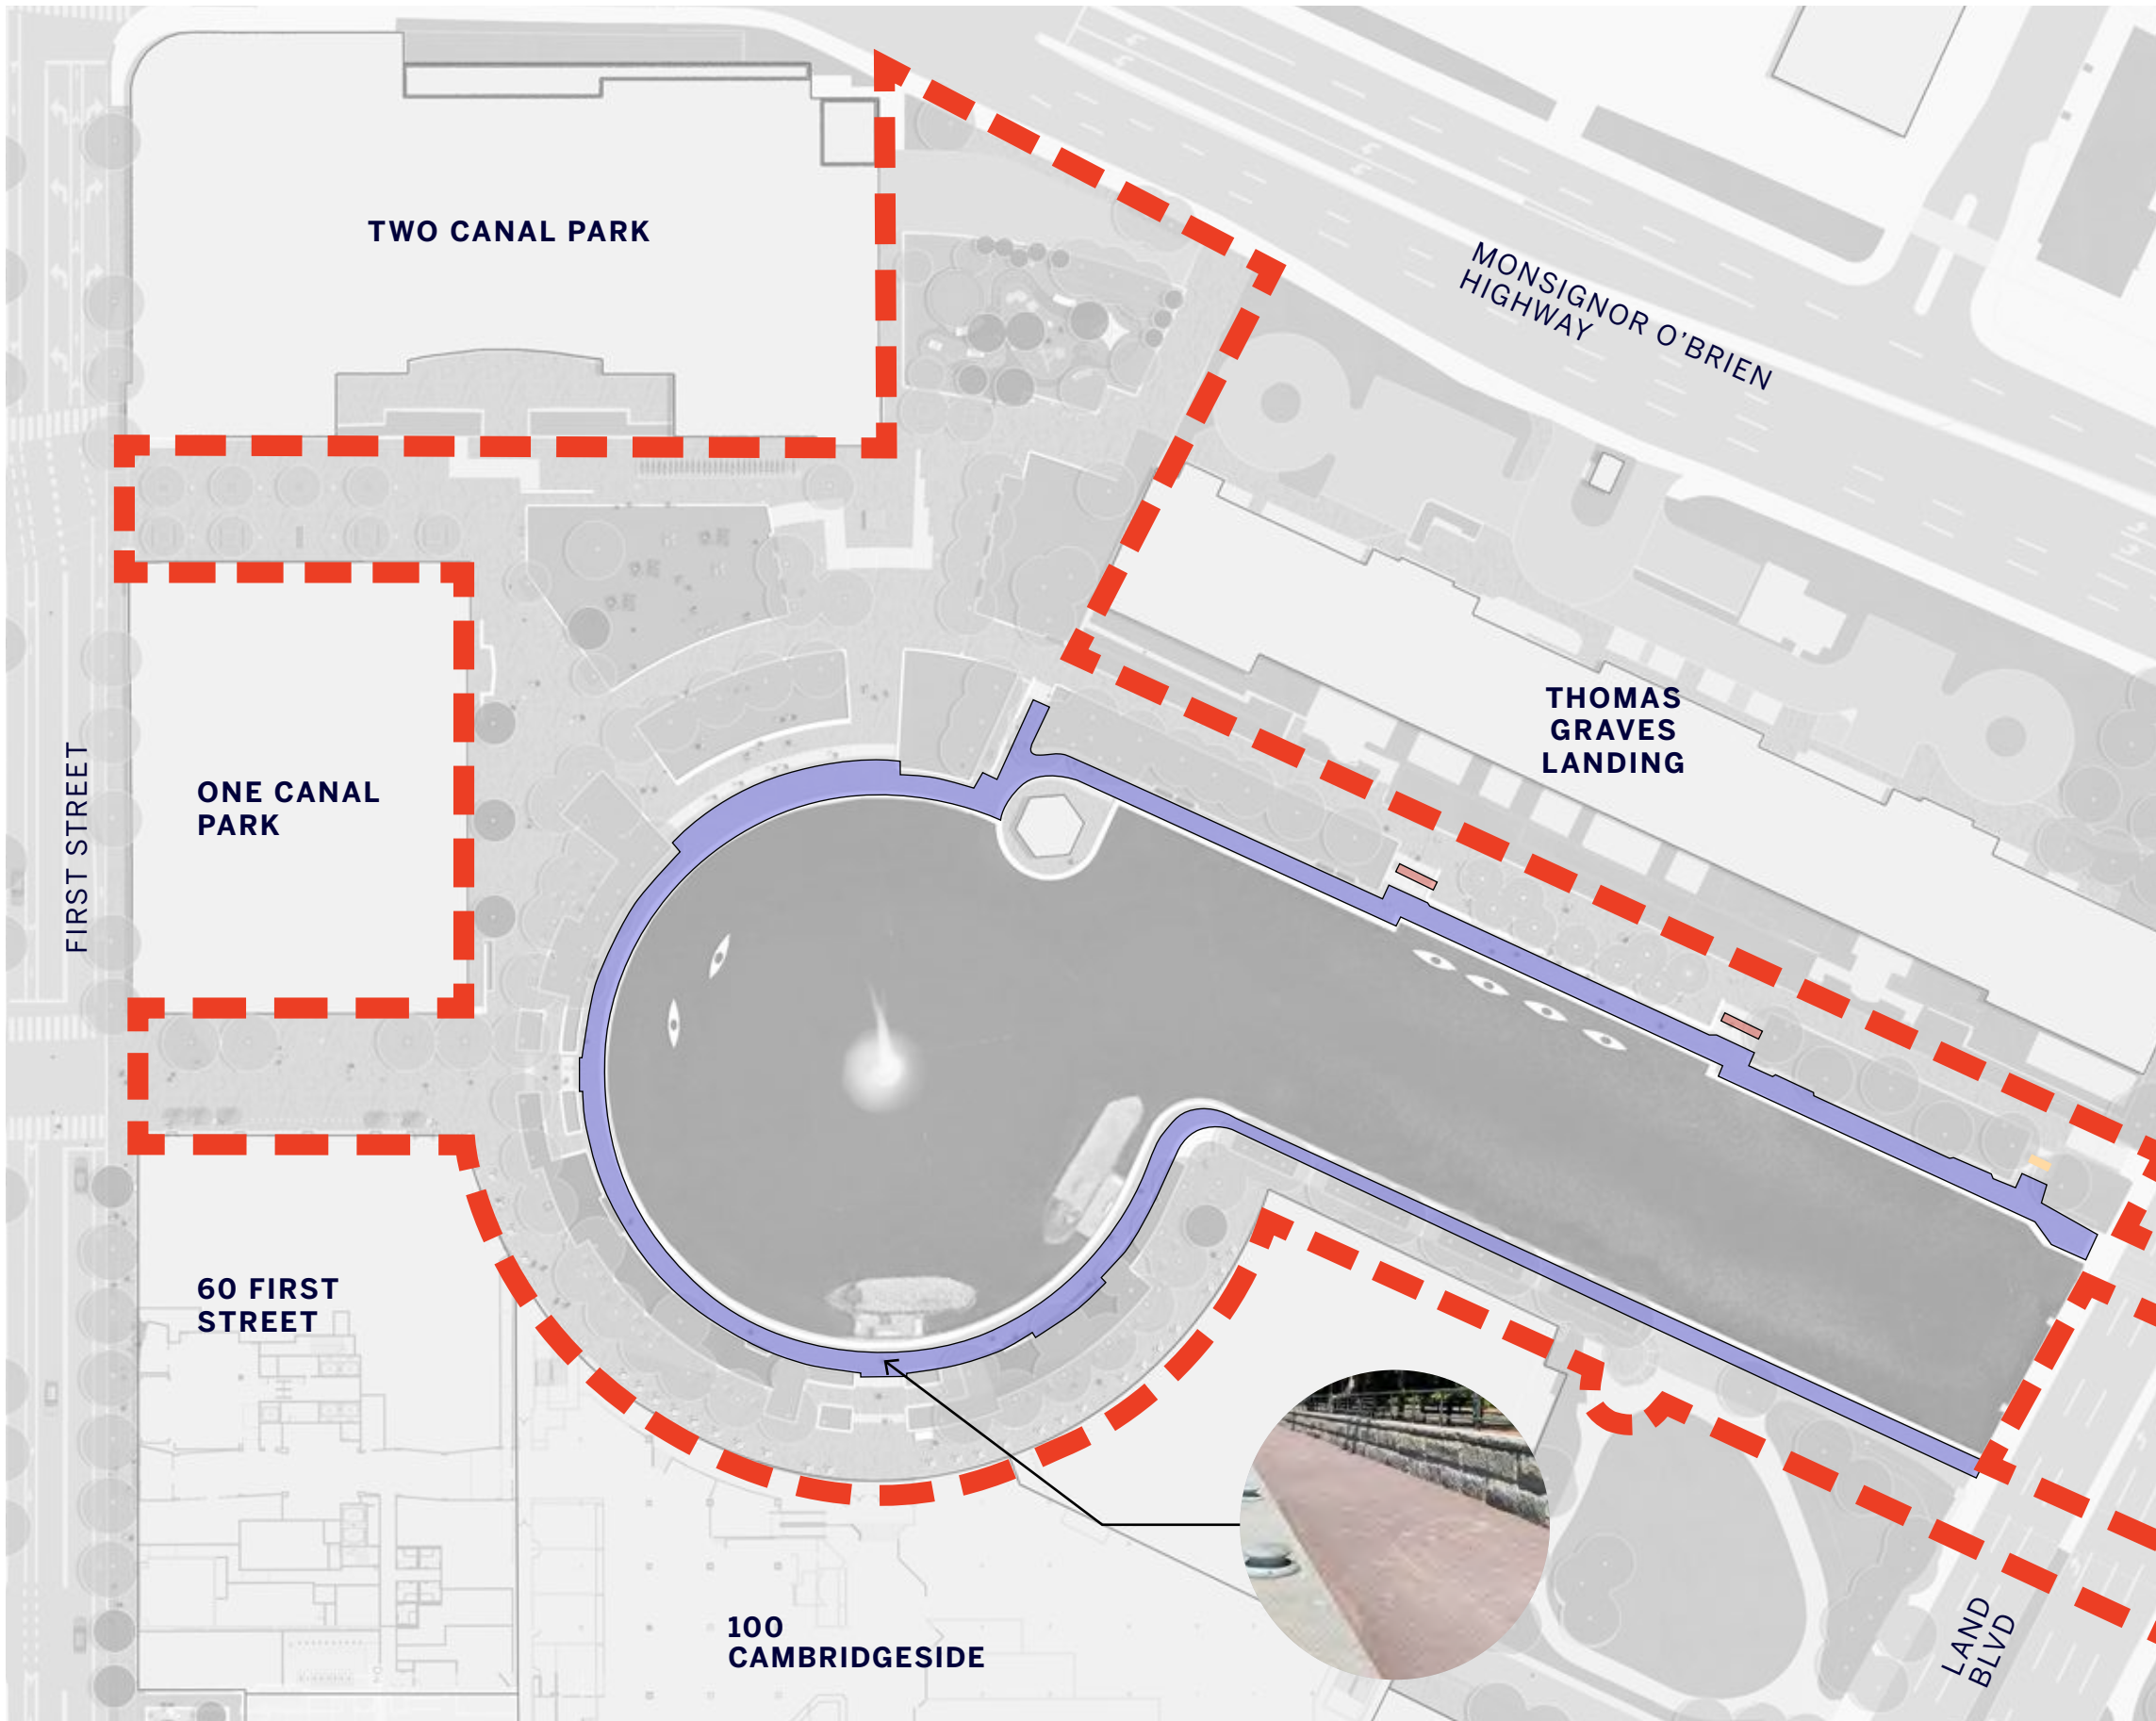 TWO CANAL PARK
MONSIGNOR O’BRIEN
HIGHWAY
THOMAS
GRAVES
LANDING
FIRST STREET
ONE CANAL
PARK
60 FIRST
STREET
100
CAMBRIDGESIDE
LAND
BLVD